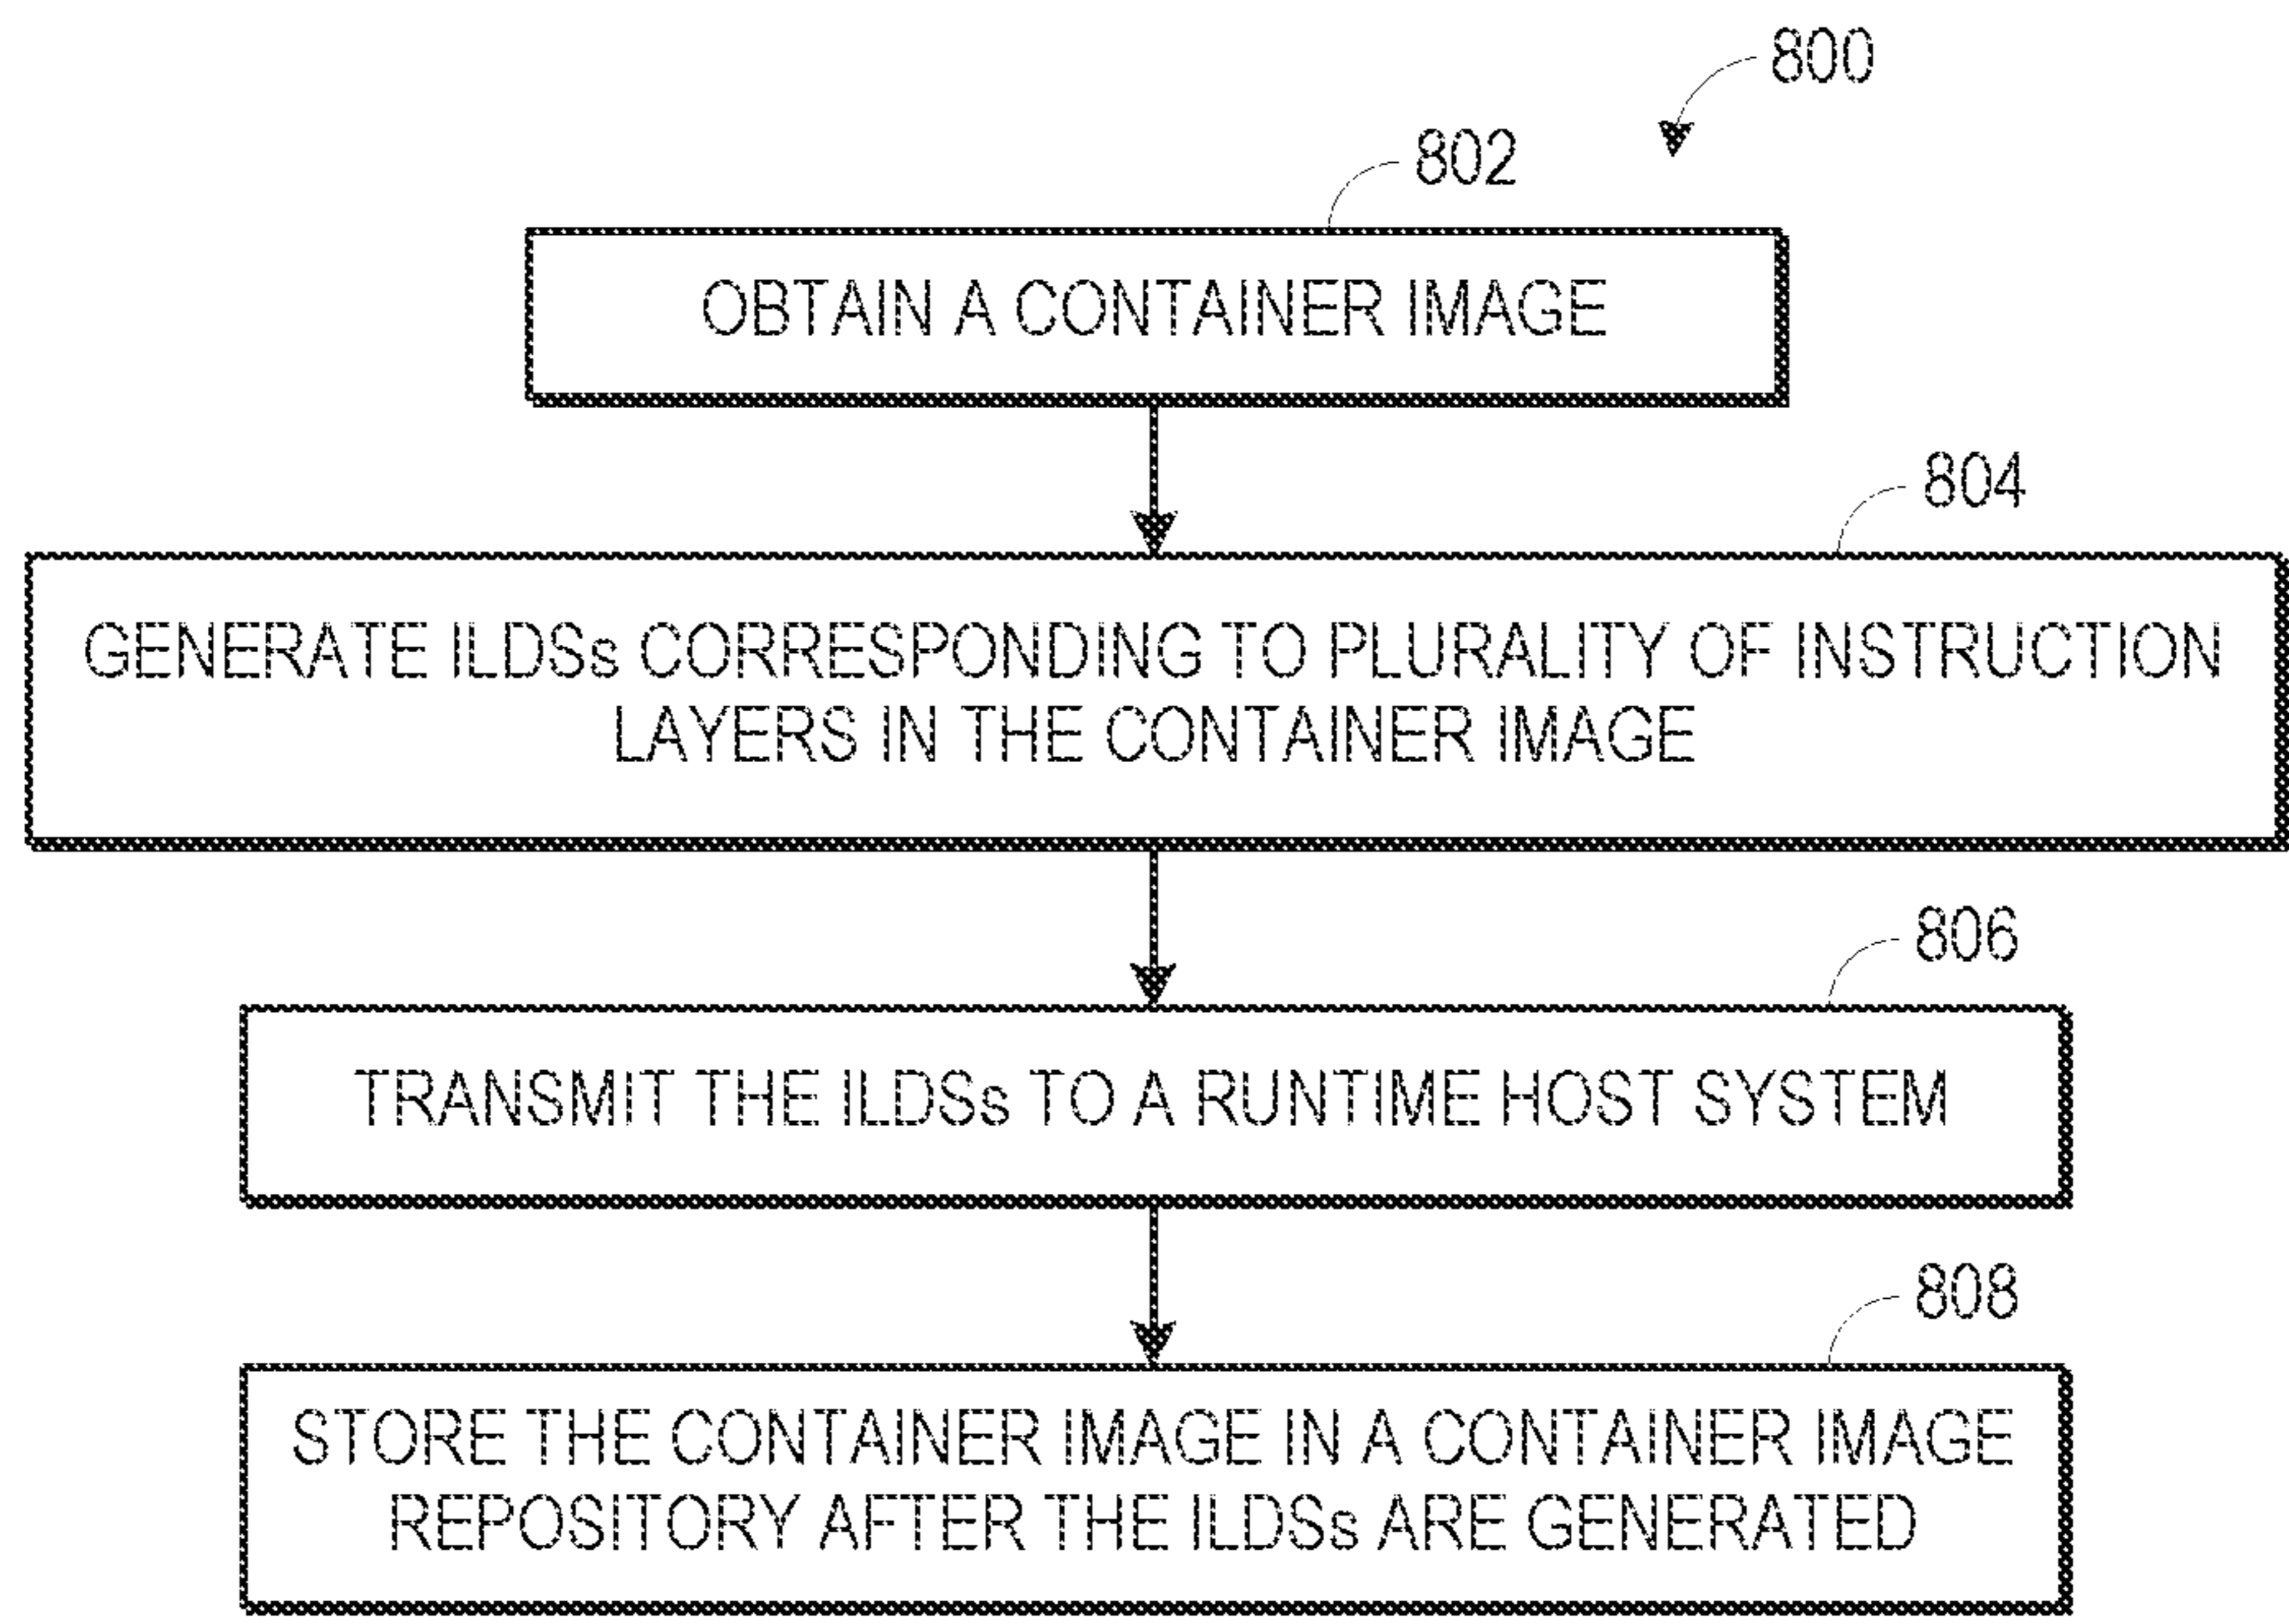 800
802
OBTAIN A CONTAINER IMAGE
804
GENERATE ILDSs CORRESPONDING TO PLURALITY OF INSTRUCTION
LAYERS IN THE CONTAINER IMAGE
806
TRANSMIT THE ILDSs TO A RUNTIME HOST SYSTEM
808
STORE THE CONTAINER IMAGE IN A CONTAINER IMAGE
REPOSITORY AFTER THE ILDSs ARE GENERATED